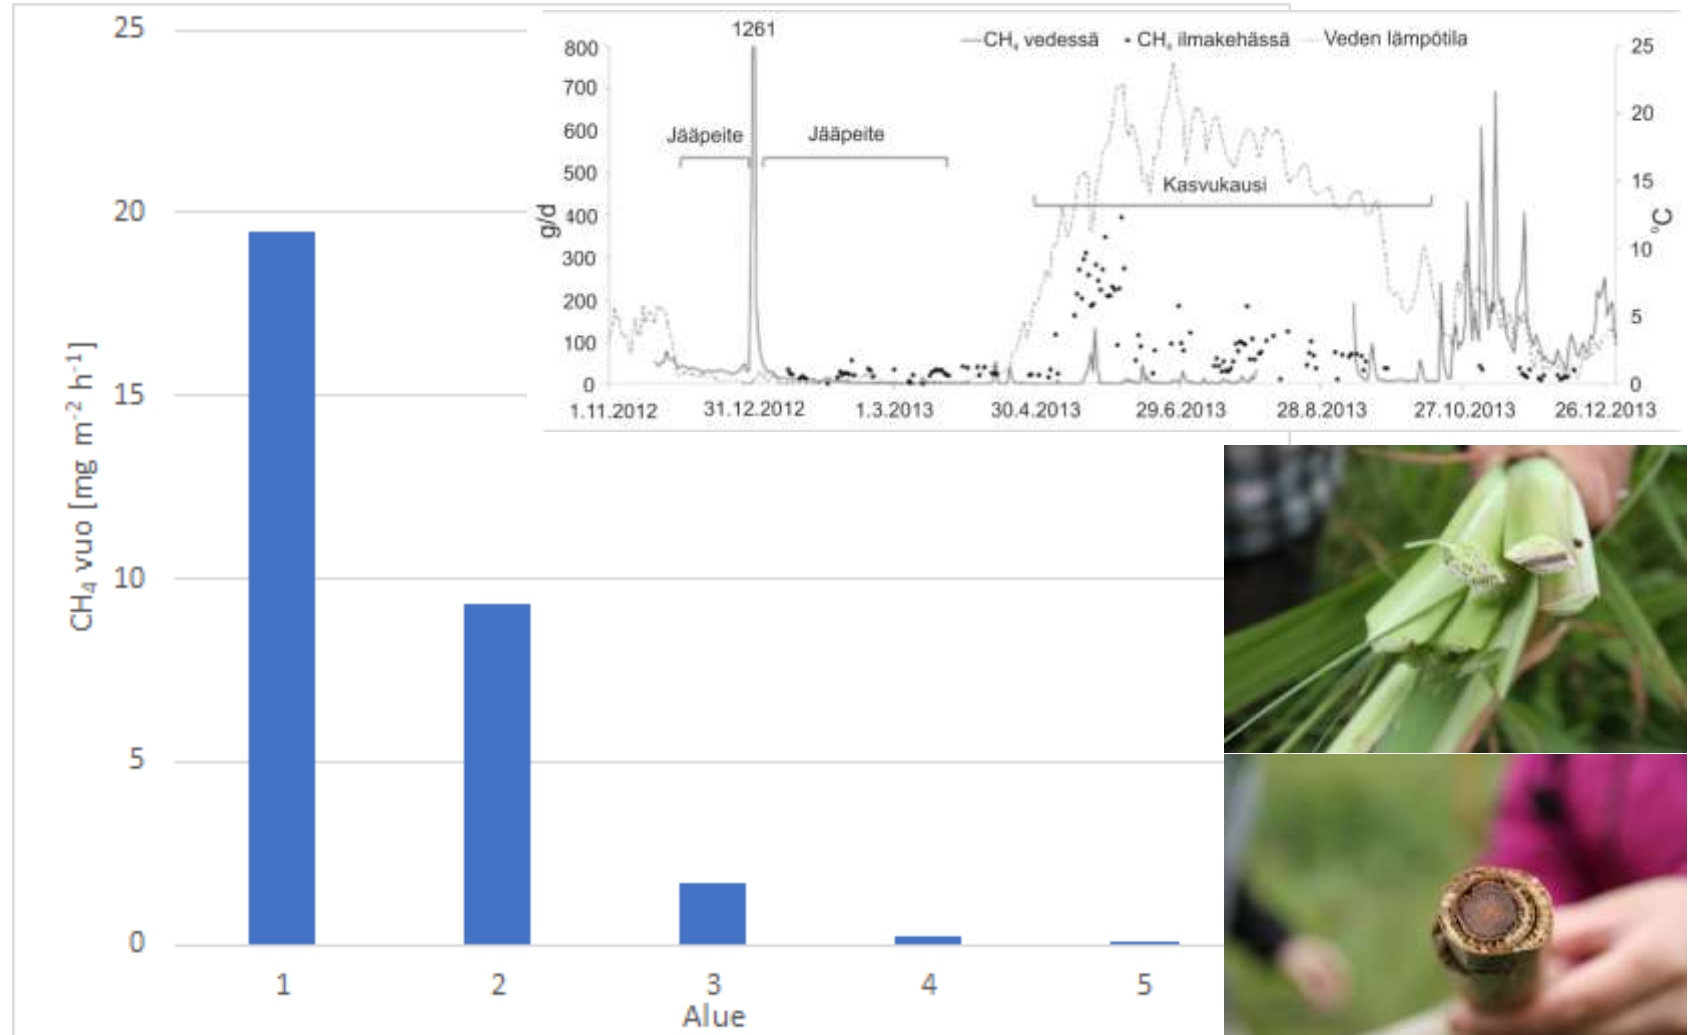 25
20
15
10
5
0
CH₄ vuo [mg m⁻² h⁻¹]
1 2 3 4 5
Alue
1261
CH₄ vedessä CH₄ ilmakehässä Veden lämpötila
800
700
600
500
400
300
200
100
0
g/d
Jääpeite Jääpeite
Kasvukausi
25
20
15
10
5
0
°C
1.11.2012 31.12.2012 1.3.2013 30.4.2013 29.6.2013 28.8.2013 27.10.2013 26.12.2013